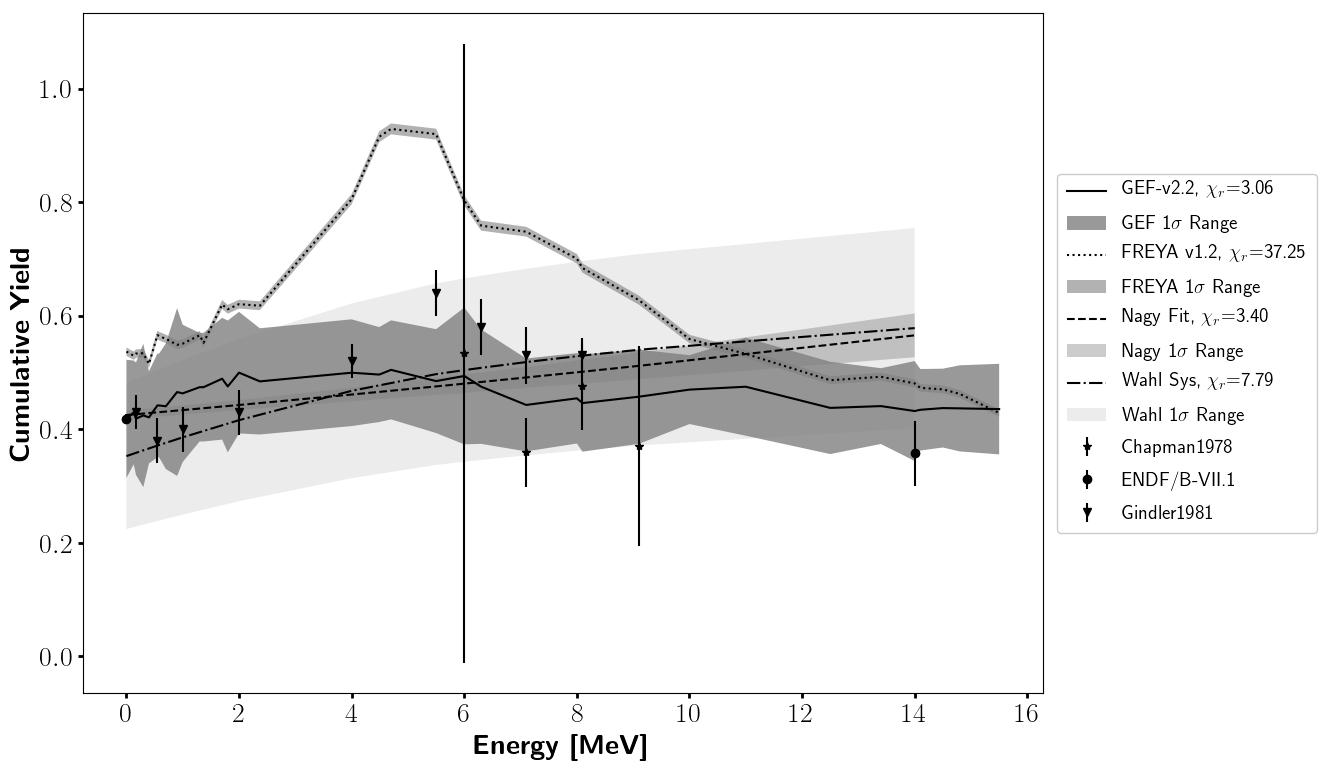 Cumulative Yield
1.0
0.8
0.6
0.4
0.2
0.0
0 2 4 6 8 10 12 14 16
Energy [MeV]
GEF-v2.2, χᵣ=3.06
GEF 1σ Range
FREYA v1.2, χᵣ=37.25
FREYA 1σ Range
Nagy Fit, χᵣ=3.40
Nagy 1σ Range
Wahl Sys, χᵣ=7.79
Wahl 1σ Range
Chapman1978
ENDF/B-VII.1
Gindler1981